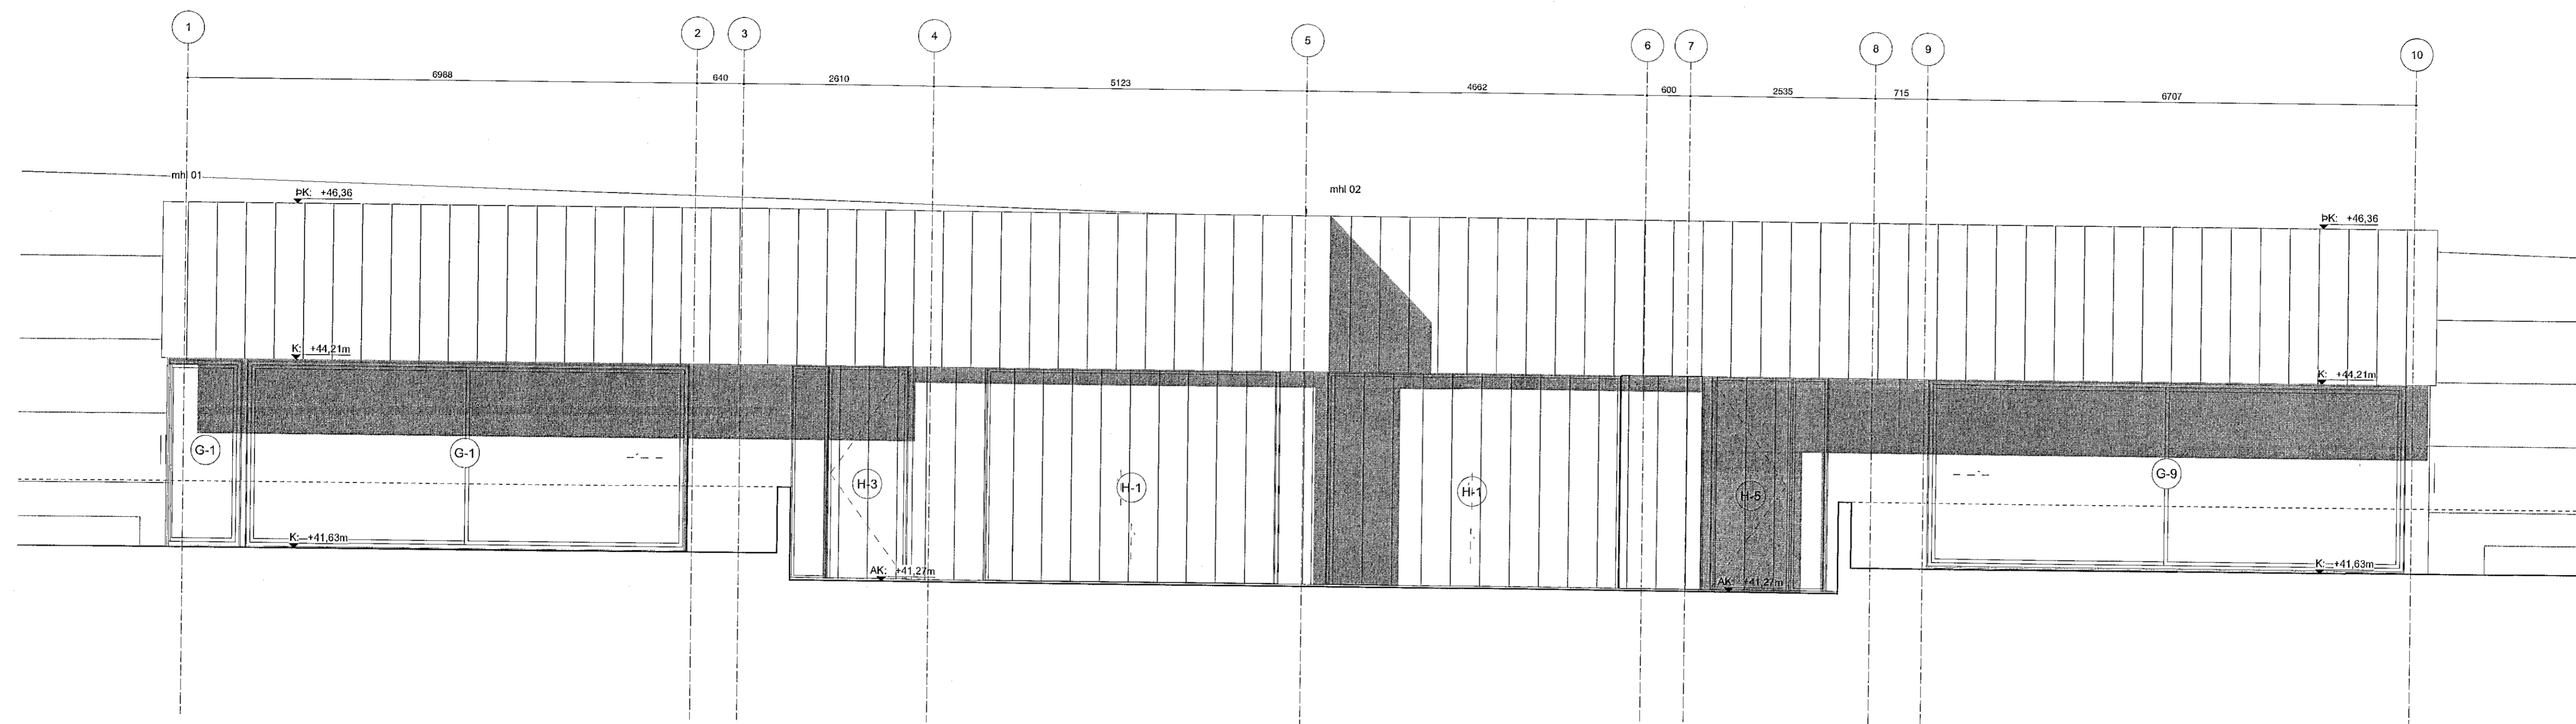 1 2 3 4 5 6 7 8 9 10
6988 640 2610 5123 4662 600 2535 715 6707
mhl 01
mhl 02
ÞK: +46,36
ÞK: +46,36
K: +44,21m
K: +44,21m
G-1
G-1
H-3
H-1
H-1
H-5
G-9
K: +41,63m
K: +41,63m
AK: +41,27m
AK: +41,27m